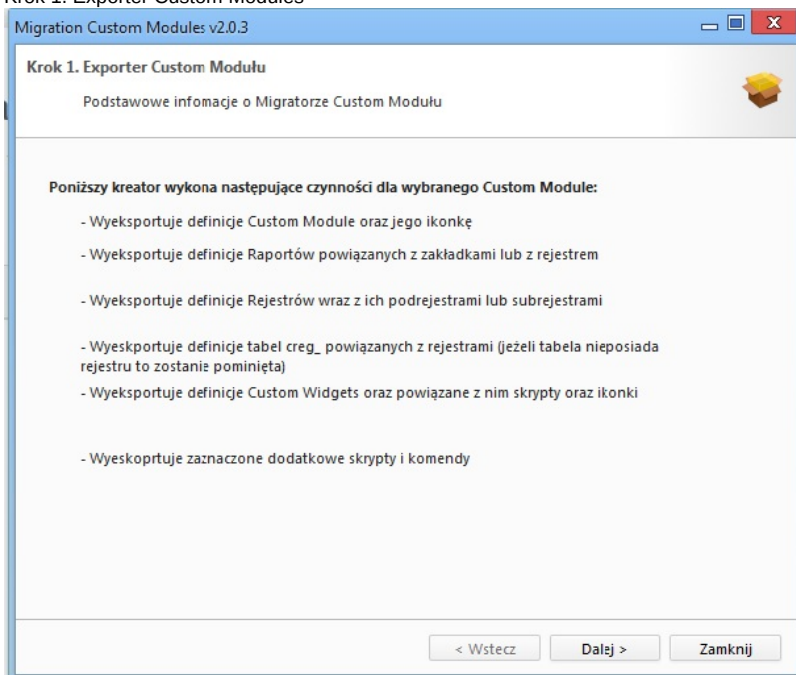 Krok 1. Exporter Custom Modules
Migration Custom Modules v2.0.3
Krok 1. Exporter Custom Modułu
Podstawowe infomacje o Migratorze Custom Modułu
Poniższy kreator wykona następujące czynności dla wybranego Custom Module:
- Wyeksportuje definicje Custom Module oraz jego ikonkę
- Wyeksportuje definicje Raportów powiązanych z zakładkami lub z rejestrem
- Wyeksportuje definicje Rejestrów wraz z ich podrejestrami lub subrejestrami
- Wyeskportuje definicje tabel creg_ powiązanych z rejestrami (jeżeli tabela nieposiada
rejestru to zostanie pominięta)
- Wyeksportuje definicje Custom Widgets oraz powiązane z nim skrypty oraz ikonki
- Wyeskoprtuje zaznaczone dodatkowe skrypty i komendy
< Wstecz
Dalej >
Zamknij